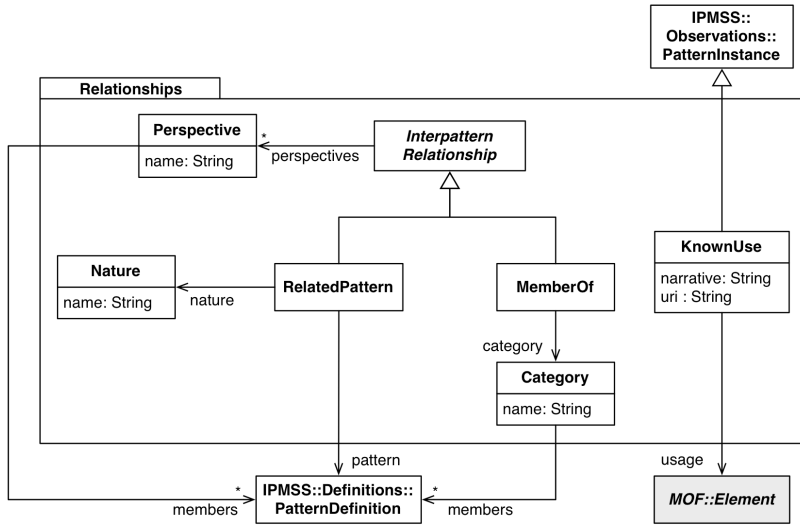 IPMSS::
Observations::
PatternInstance
Relationships
Perspective
name: String
*
perspectives
Interpattern
Relationship
KnownUse
narrative: String
uri : String
Nature
name: String
nature
RelatedPattern
MemberOf
category
Category
name: String
pattern
usage
*
members
IPMSS::Definitions::
PatternDefinition
*
members
MOF::Element